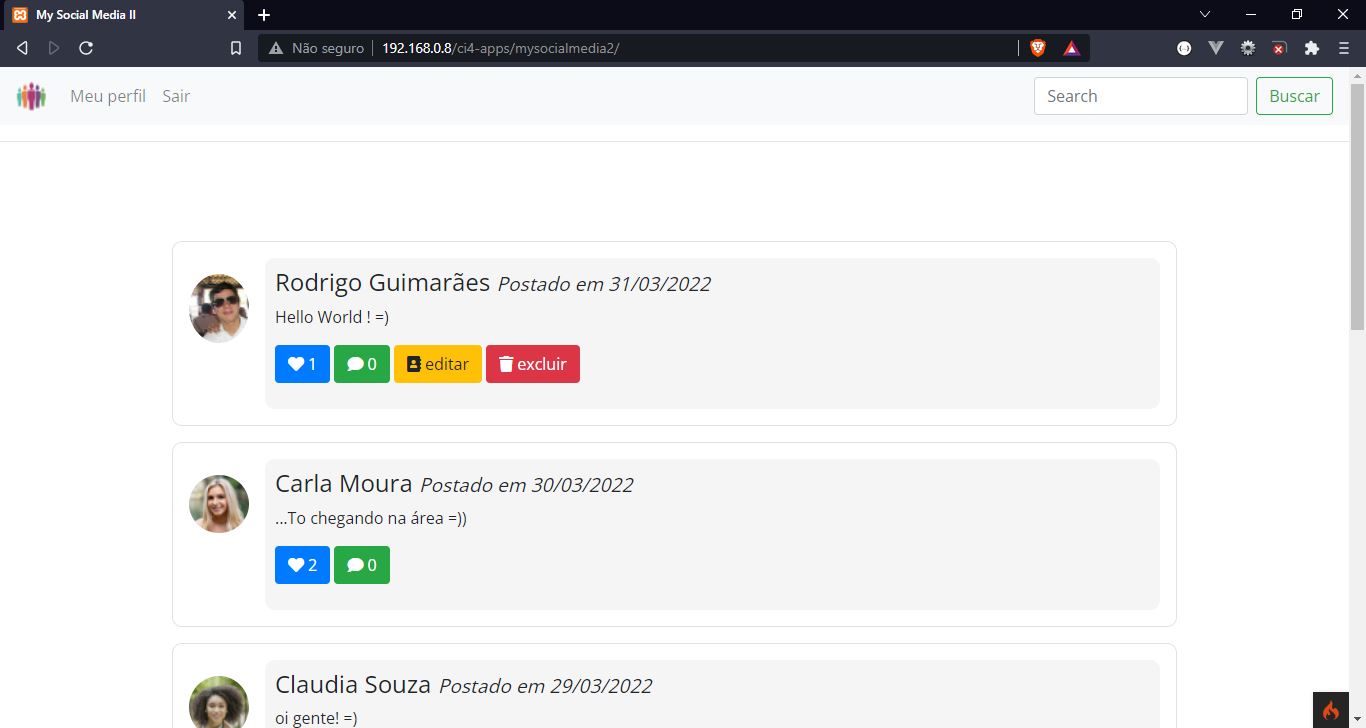 My Social Media II
Não seguro 192.168.0.8/ci4-apps/mysocialmedia2/
Meu perfil Sair Search Buscar
Rodrigo Guimarães Postado em 31/03/2022
Hello World ! =)
1 0 editar excluir
Carla Moura Postado em 30/03/2022
...To chegando na área =))
2 0
Claudia Souza Postado em 29/03/2022
oi gente! =)